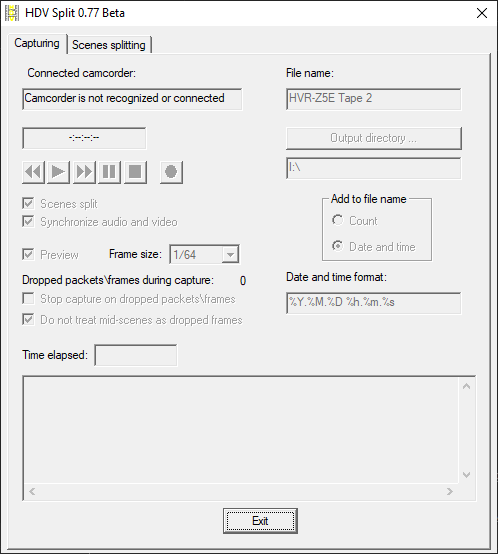 HDV Split 0.77 Beta
Capturing
Scenes splitting
Connected camcorder:
Camcorder is not recognized or connected
-:--:--:--
Scenes split
Synchronize audio and video
Preview
Frame size:
1/64
Dropped packets\frames during capture:
0
Stop capture on dropped packets\frames
Do not treat mid-scenes as dropped frames
Time elapsed:
File name:
HVR-Z5E Tape 2
Output directory ...
I:\
Add to file name
Count
Date and time
Date and time format:
%Y.%M.%D %h.%m.%s
Exit